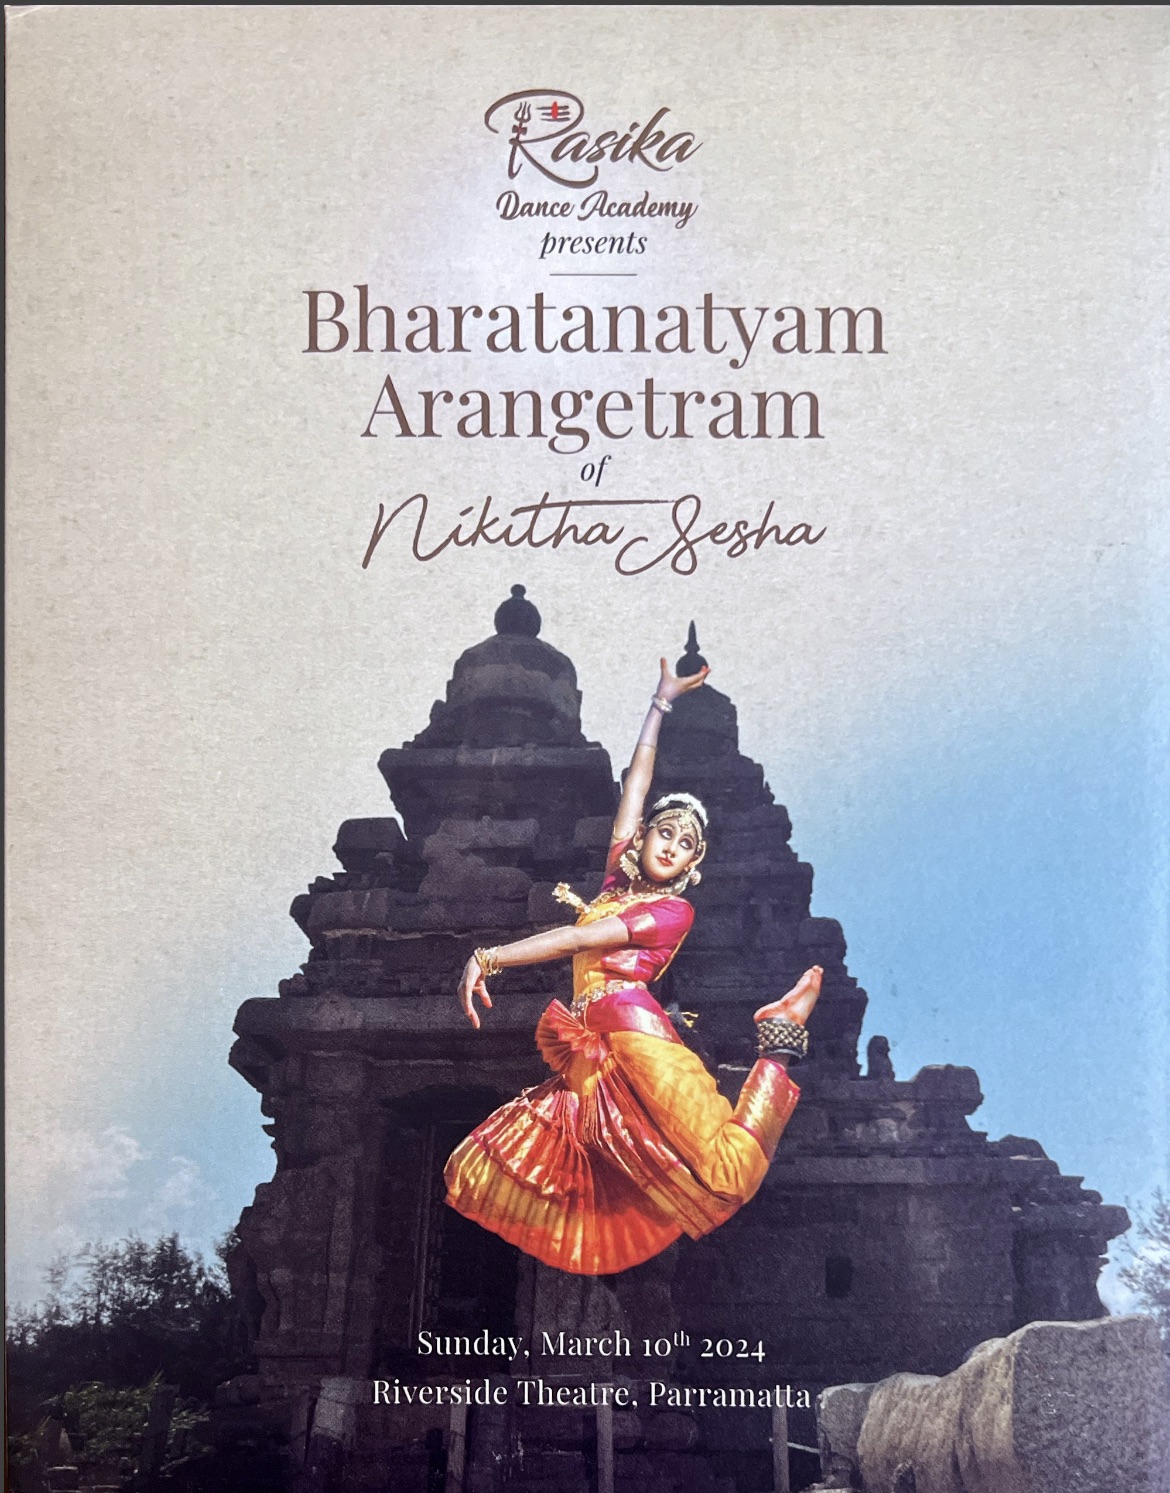 Rasika
Dance Academy
presents
Bharatanatyam
Arangetram
of
Nikitha Sesha
Sunday, March 10th 2024
Riverside Theatre, Parramatta